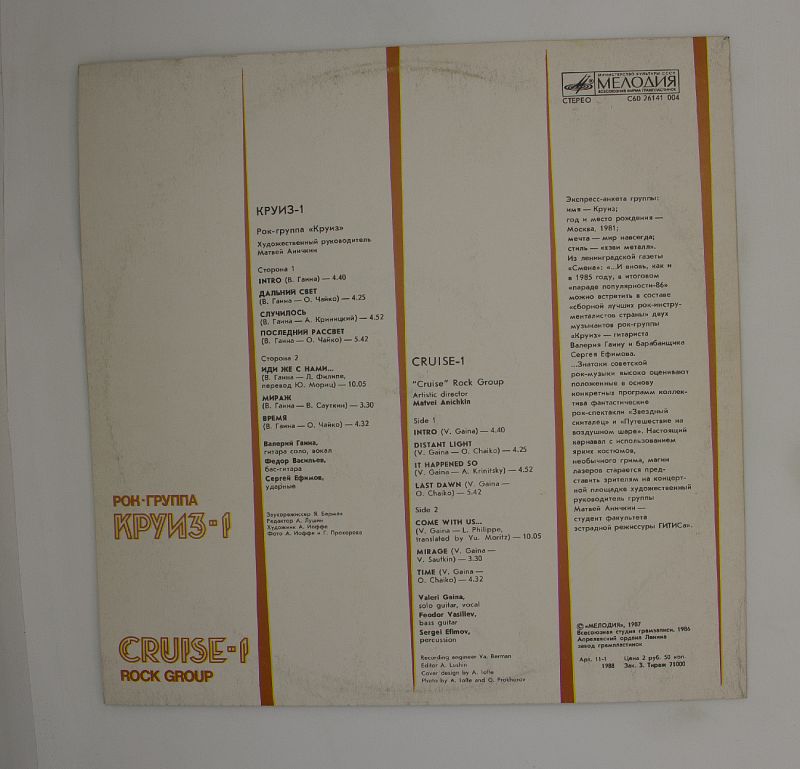 РОК-ГРУППА
КРУИЗ-1
CRUISE-1
ROCK GROUP
КРУИЗ-1
Рок-группа «Круиз»
Художественный руководитель
Матвей Аничкин
Сторона 1
INTRO (В. Гаина) — 4.40
ДАЛЬНИЙ СВЕТ
(В. Гаина — О. Чайко) — 4.25
СЛУЧИЛОСЬ
(В. Гаина — А. Криницкий) — 4.52
ПОСЛЕДНИЙ РАССВЕТ
(В. Гаина — О. Чайко) — 5.42
Сторона 2
ИДИ ЖЕ С НАМИ...
(В. Гаина — Л. Филипе,
перевод Ю. Мориц) — 10.05
МИРАЖ
(В. Гаина — В. Сауткин) — 3.30
ВРЕМЯ
(В. Гаина — О. Чайко) — 4.32
Валерий Гаина,
гитара соло, вокал
Федор Васильев,
бас-гитара
Сергей Ефимов,
ударные
Звукорежиссер Я. Берман
Редактор А. Лушин
Художник А. Иоффе
Фото А. Иоффе и Г. Прохорова
CRUISE-1
"Cruise" Rock Group
Artistic director
Matvei Anichkin
Side 1
INTRO (V. Gaina) — 4.40
DISTANT LIGHT
(V. Gaina — O. Chaiko) — 4.25
IT HAPPENED SO
(V. Gaina — A. Krinitsky) — 4.52
LAST DAWN (V. Gaina —
O. Chaiko) — 5.42
Side 2
COME WITH US...
(V. Gaina — L. Philippe,
translated by Yu. Moritz) — 10.05
MIRAGE (V. Gaina —
V. Sautkin) — 3.30
TIME (V. Gaina —
O. Chaiko) — 4.32
Valeri Gaina,
solo guitar, vocal
Feodor Vasiliev,
bass guitar
Sergei Efimov,
percussion
Recording engineer Ya. Berman
Editor A. Lushin
Cover design by A. Ioffe
Photo by A. Ioffe and G. Prokhorov
МИНИСТЕРСТВО КУЛЬТУРЫ СССР
МЕЛОДИЯ
ВСЕСОЮЗНАЯ ФИРМА ГРАМПЛАСТИНОК
СТЕРЕО С60 26141 004
Экспресс-анкета группы:
имя — Круиз;
год и место рождения —
Москва, 1981;
мечта — мир навсегда;
стиль — «хэви металл».
Из ленинградской газеты
«Смена»: «...И вновь, как и
в 1985 году, в итоговом
«параде популярности-86»
можно встретить в составе
«сборной лучших рок-инстру-
менталистов страны» двух
музыкантов рок-группы
«Круиз» — гитариста
Валерия Гаину и барабанщика
Сергея Ефимова.
...Знатоки советской
рок-музыки высоко оценивают
положенные в основу
конкретных программ коллек-
тива фантастические
рок-спектакли «Звездный
скиталец» и «Путешествие на
воздушном шаре». Настоящий
карнавал с использованием
ярких костюмов,
необычного грима, магии
лазеров старается пред-
ставить зрителям на концерт-
ной площадке художественный
руководитель группы
Матвей Аничкин —
студент факультета
эстрадной режиссуры ГИТИСа».
© «МЕЛОДИЯ», 1987
Всесоюзная студия грамзаписи, 1986
Апрелевский ордена Ленина
завод грампластинок
Арт. 11-1 Цена 2 руб. 50 коп.
1988 Зак. 3. Тираж 71000